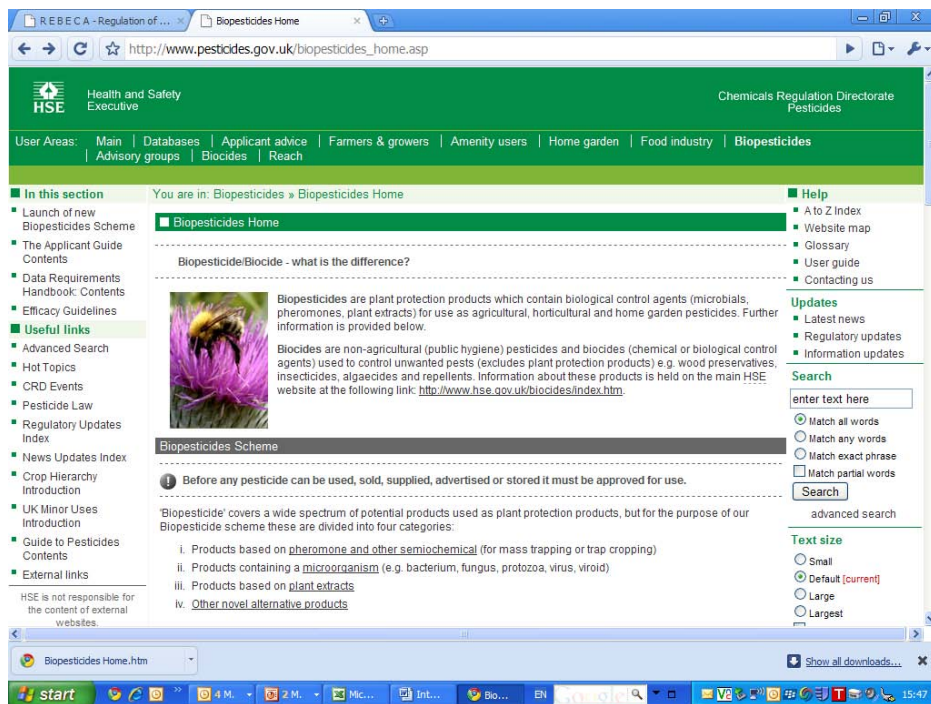 R E B E C A - Regulation of ...
Biopesticides Home
http://www.pesticides.gov.uk/biopesticides_home.asp
HSE
Health and Safety
Executive
Chemicals Regulation Directorate
Pesticides
User Areas: Main | Databases | Applicant advice | Farmers & growers | Amenity users | Home garden | Food industry | Biopesticides
| Advisory groups | Biocides | Reach
In this section
Launch of new
Biopesticides Scheme
The Applicant Guide
Contents
Data Requirements
Handbook: Contents
Efficacy Guidelines
Useful links
Advanced Search
Hot Topics
CRD Events
Pesticide Law
Regulatory Updates
Index
News Updates Index
Crop Hierarchy
Introduction
UK Minor Uses
Introduction
Guide to Pesticides
Contents
External links
HSE is not responsible for
the content of external
websites.
You are in: Biopesticides » Biopesticides Home
Biopesticides Home
Biopesticide/Biocide - what is the difference?
Biopesticides are plant protection products which contain biological control agents (microbials,
pheromones, plant extracts) for use as agricultural, horticultural and home garden pesticides. Further
information is provided below.
Biocides are non-agricultural (public hygiene) pesticides and biocides (chemical or biological control
agents) used to control unwanted pests (excludes plant protection products) e.g. wood preservatives,
insecticides, algaecides and repellents. Information about these products is held on the main HSE
website at the following link: http://www.hse.gov.uk/biocides/index.htm.
Biopesticides Scheme
Before any pesticide can be used, sold, supplied, advertised or stored it must be approved for use.
'Biopesticide' covers a wide spectrum of potential products used as plant protection products, but for the purpose of our
Biopesticide scheme these are divided into four categories:
i. Products based on pheromone and other semiochemical (for mass trapping or trap cropping)
ii. Products containing a microorganism (e.g. bacterium, fungus, protozoa, virus, viroid)
iii. Products based on plant extracts
iv. Other novel alternative products
Help
A to Z Index
Website map
Glossary
User guide
Contacting us
Updates
Latest news
Regulatory updates
Information updates
Search
enter text here
Match all words
Match any words
Match exact phrase
Match partial words
Search
advanced search
Text size
Small
Default [current]
Large
Largest
Biopesticides Home.htm
Show all downloads...
start
4 M.
2 M.
Mic...
Int...
Bio...
EN
Google
15:47